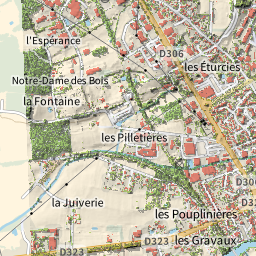 l'Espérance
D306
les Éturcies
Notre-Dame des Bois
la Fontaine
les Pilletières
D30
la Juiverie
les Pouplinières
D323
D323
D323
les Gravaux